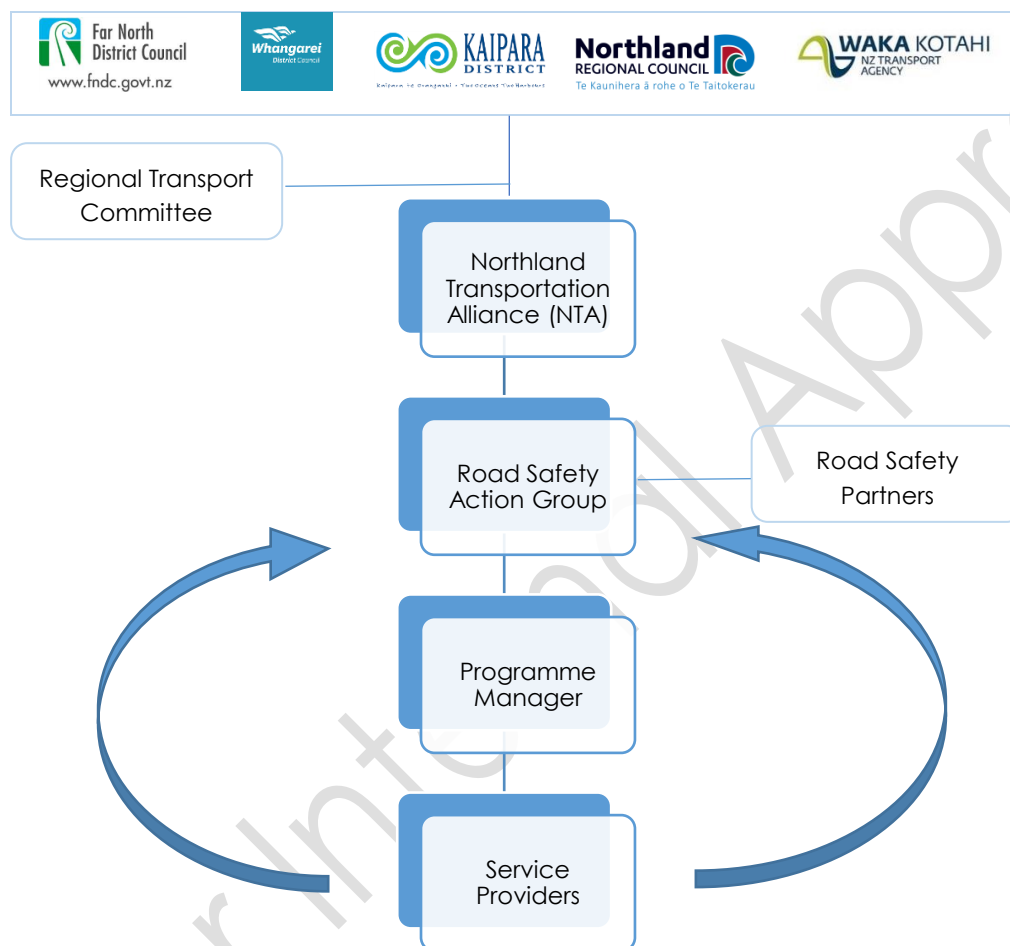 Far North
District Council
www.fndc.govt.nz
Whangarei
District Council
KAIPARA
DISTRICT
Northland
REGIONAL COUNCIL
Te Kaunihera ā rohe o Te Taitokerau
WAKA KOTAHI
NZ TRANSPORT
AGENCY
Regional Transport
Committee
Northland
Transportation
Alliance (NTA)
Road Safety
Action Group
Road Safety
Partners
Programme
Manager
Service
Providers